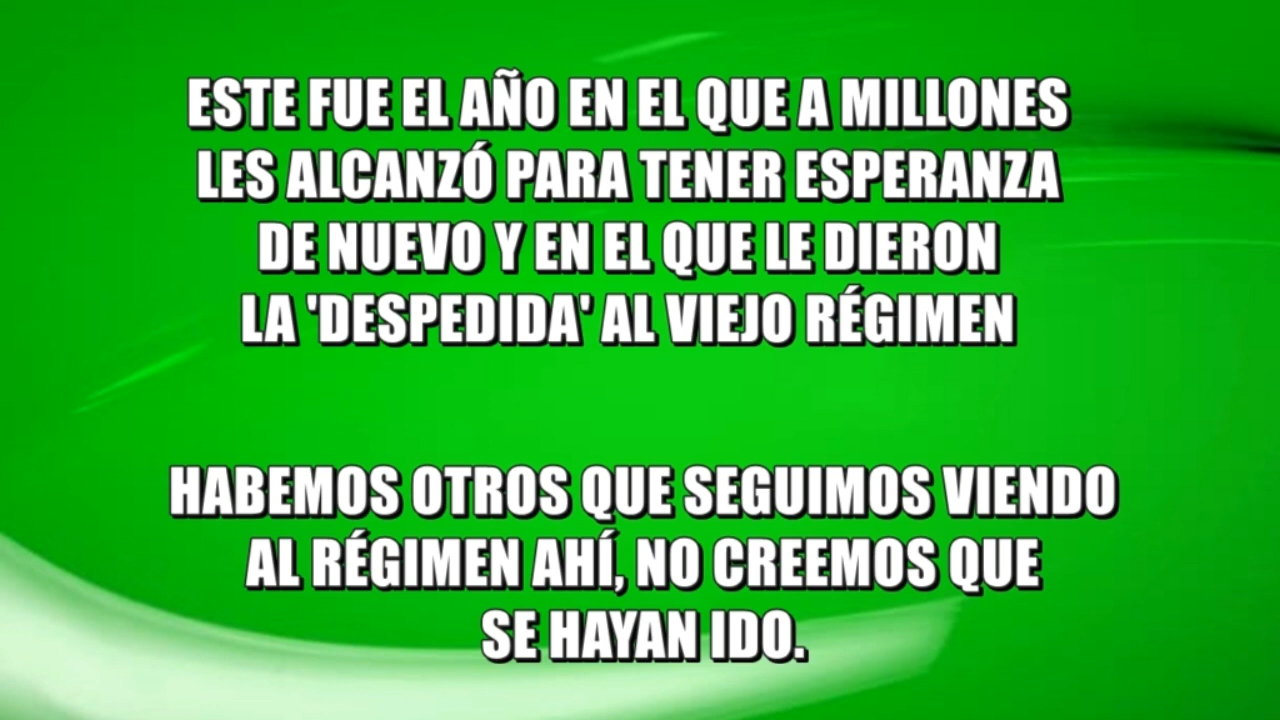 ESTE FUE EL AÑO EN EL QUE A MILLONES
LES ALCANZÓ PARA TENER ESPERANZA
DE NUEVO Y EN EL QUE LE DIERON
LA 'DESPEDIDA' AL VIEJO RÉGIMEN
HABEMOS OTROS QUE SEGUIMOS VIENDO
AL RÉGIMEN AHÍ, NO CREEMOS QUE
SE HAYAN IDO.